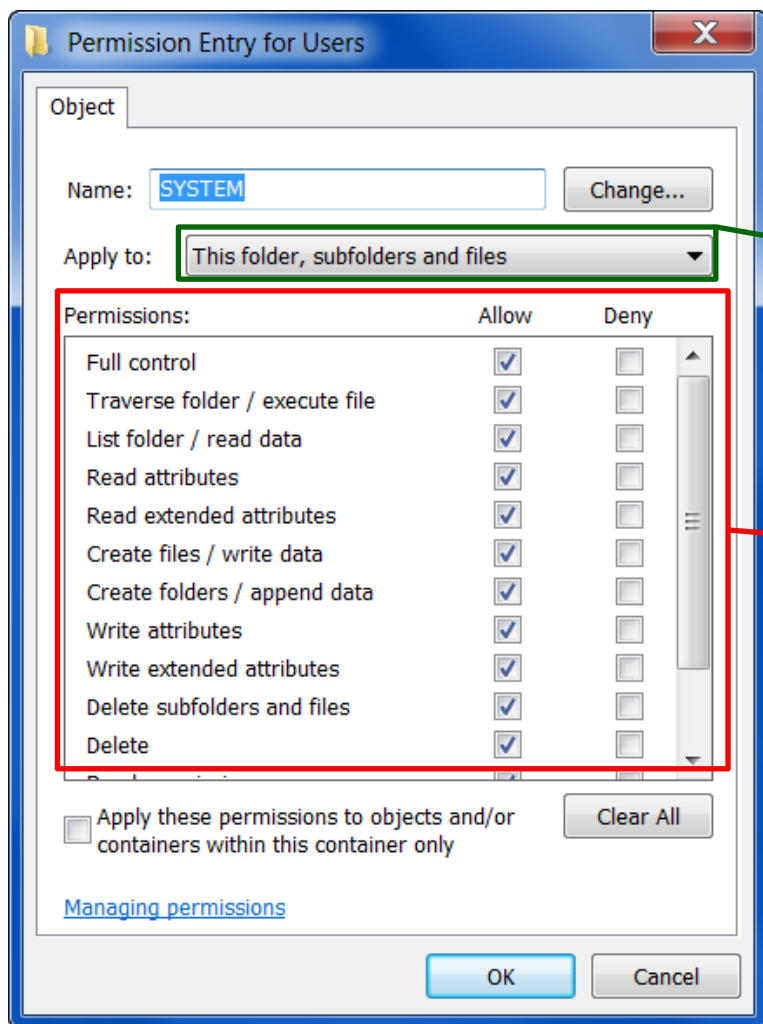 Permission Entry for Users
X
Object
Name: SYSTEM Change...
Apply to: This folder, subfolders and files
Permissions: Allow Deny
Full control
Traverse folder / execute file
List folder / read data
Read attributes
Read extended attributes
Create files / write data
Create folders / append data
Write attributes
Write extended attributes
Delete subfolders and files
Delete
Apply these permissions to objects and/or
containers within this container only
Clear All
Managing permissions
OK Cancel